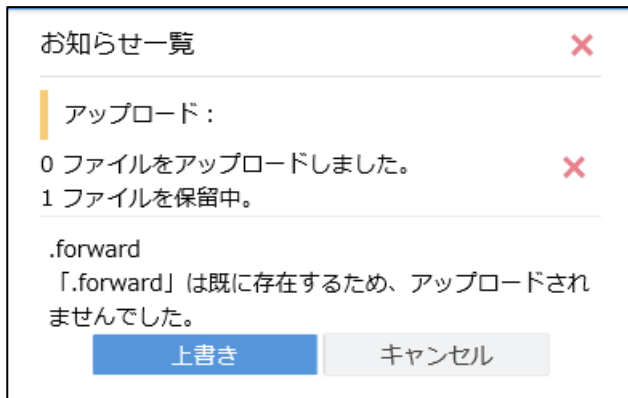 お知らせ一覧
アップロード：
0 ファイルをアップロードしました。
1 ファイルを保留中。
.forward
「.forward」は既に存在するため、アップロードされ
ませんでした。
上書き
キャンセル